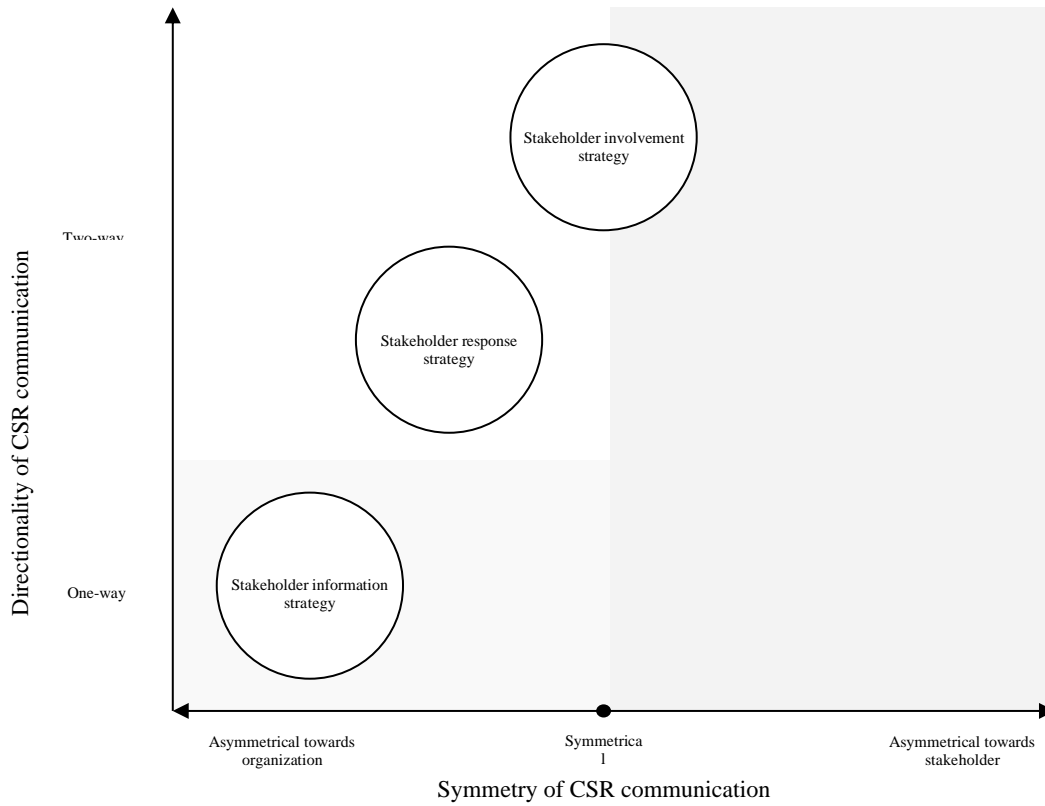 Stakeholder involvement
strategy
Two-way
Stakeholder response
strategy
Directionality of CSR communication
Stakeholder information
strategy
One-way
Asymmetrical towards
organization
Symmetrica
l
Asymmetrical towards
stakeholder
Symmetry of CSR communication